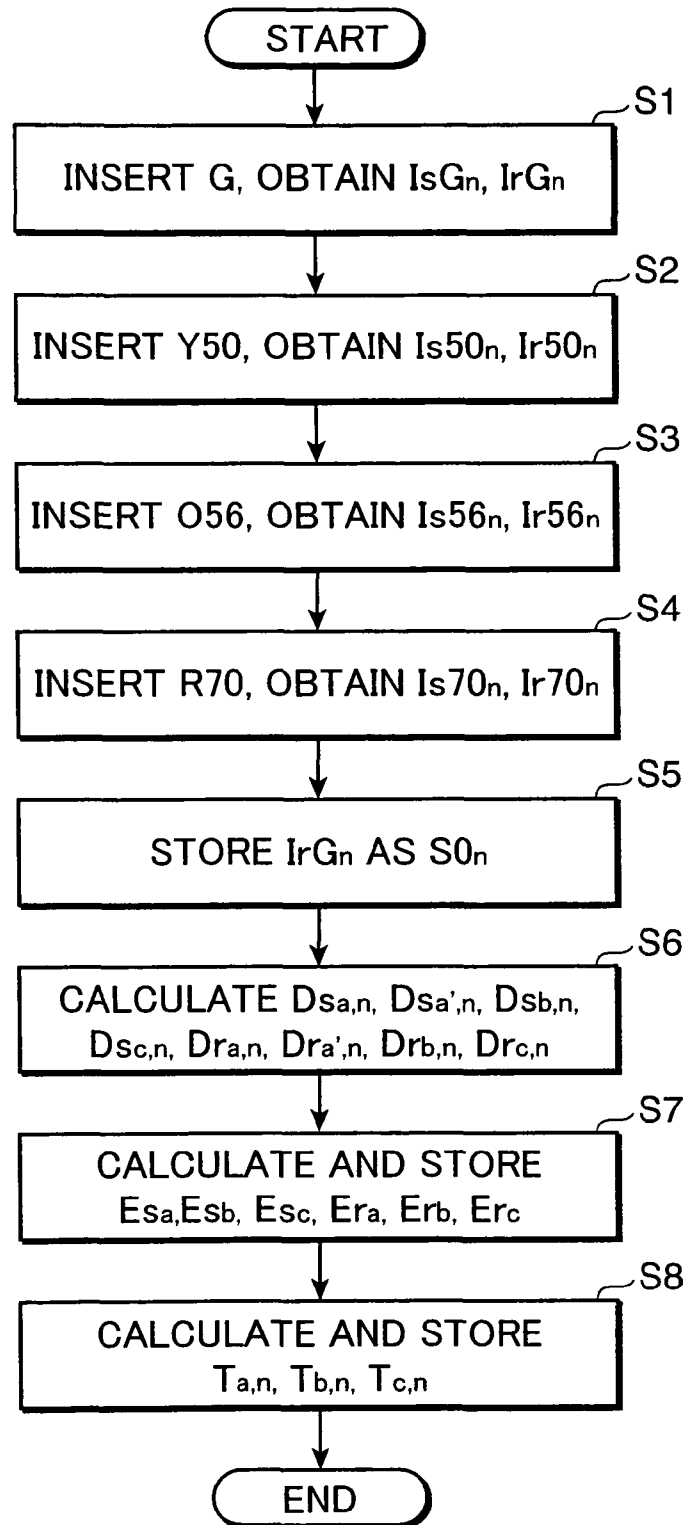 START
S1
INSERT G, OBTAIN IsGn, IrGn
S2
INSERT Y50, OBTAIN Is50n, Ir50n
S3
INSERT O56, OBTAIN Is56n, Ir56n
S4
INSERT R70, OBTAIN Is70n, Ir70n
S5
STORE IrGn AS S0n
S6
CALCULATE Dsa,n, Dsa',n, Dsb,n,
Dsc,n, Dra,n, Dra',n, Drb,n, Drc,n
S7
CALCULATE AND STORE
Esa,Esb, Esc, Era, Erb, Erc
S8
CALCULATE AND STORE
Ta,n, Tb,n, Tc,n
END